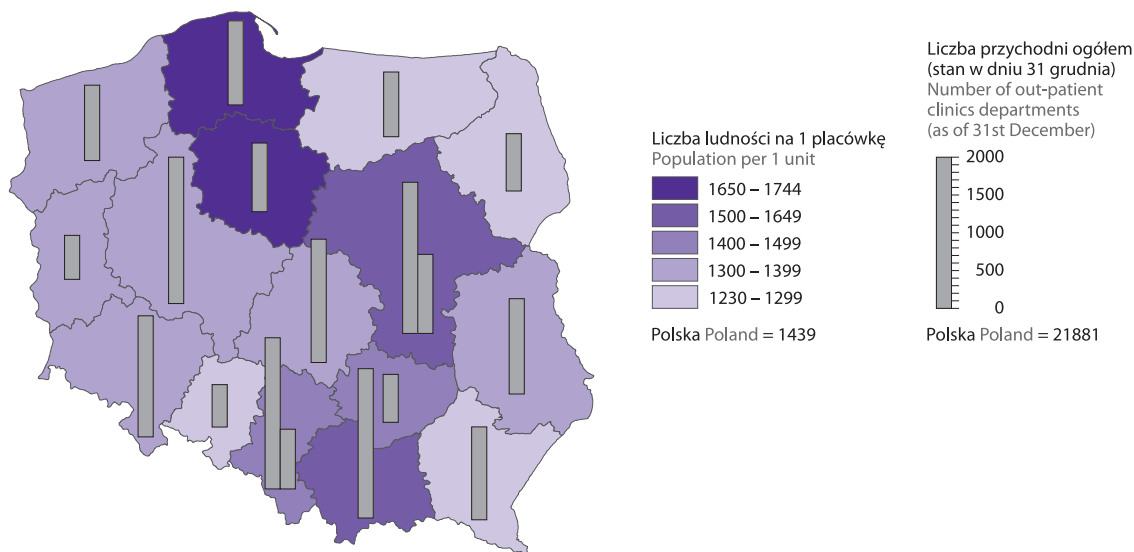 Liczba ludności na 1 placówkę
Population per 1 unit
1650 – 1744
1500 – 1649
1400 – 1499
1300 – 1399
1230 – 1299
Polska Poland = 1439
Liczba przychodni ogółem
(stan w dniu 31 grudnia)
Number of out-patient
clinics departments
(as of 31st December)
2000
1500
1000
500
0
Polska Poland = 21881